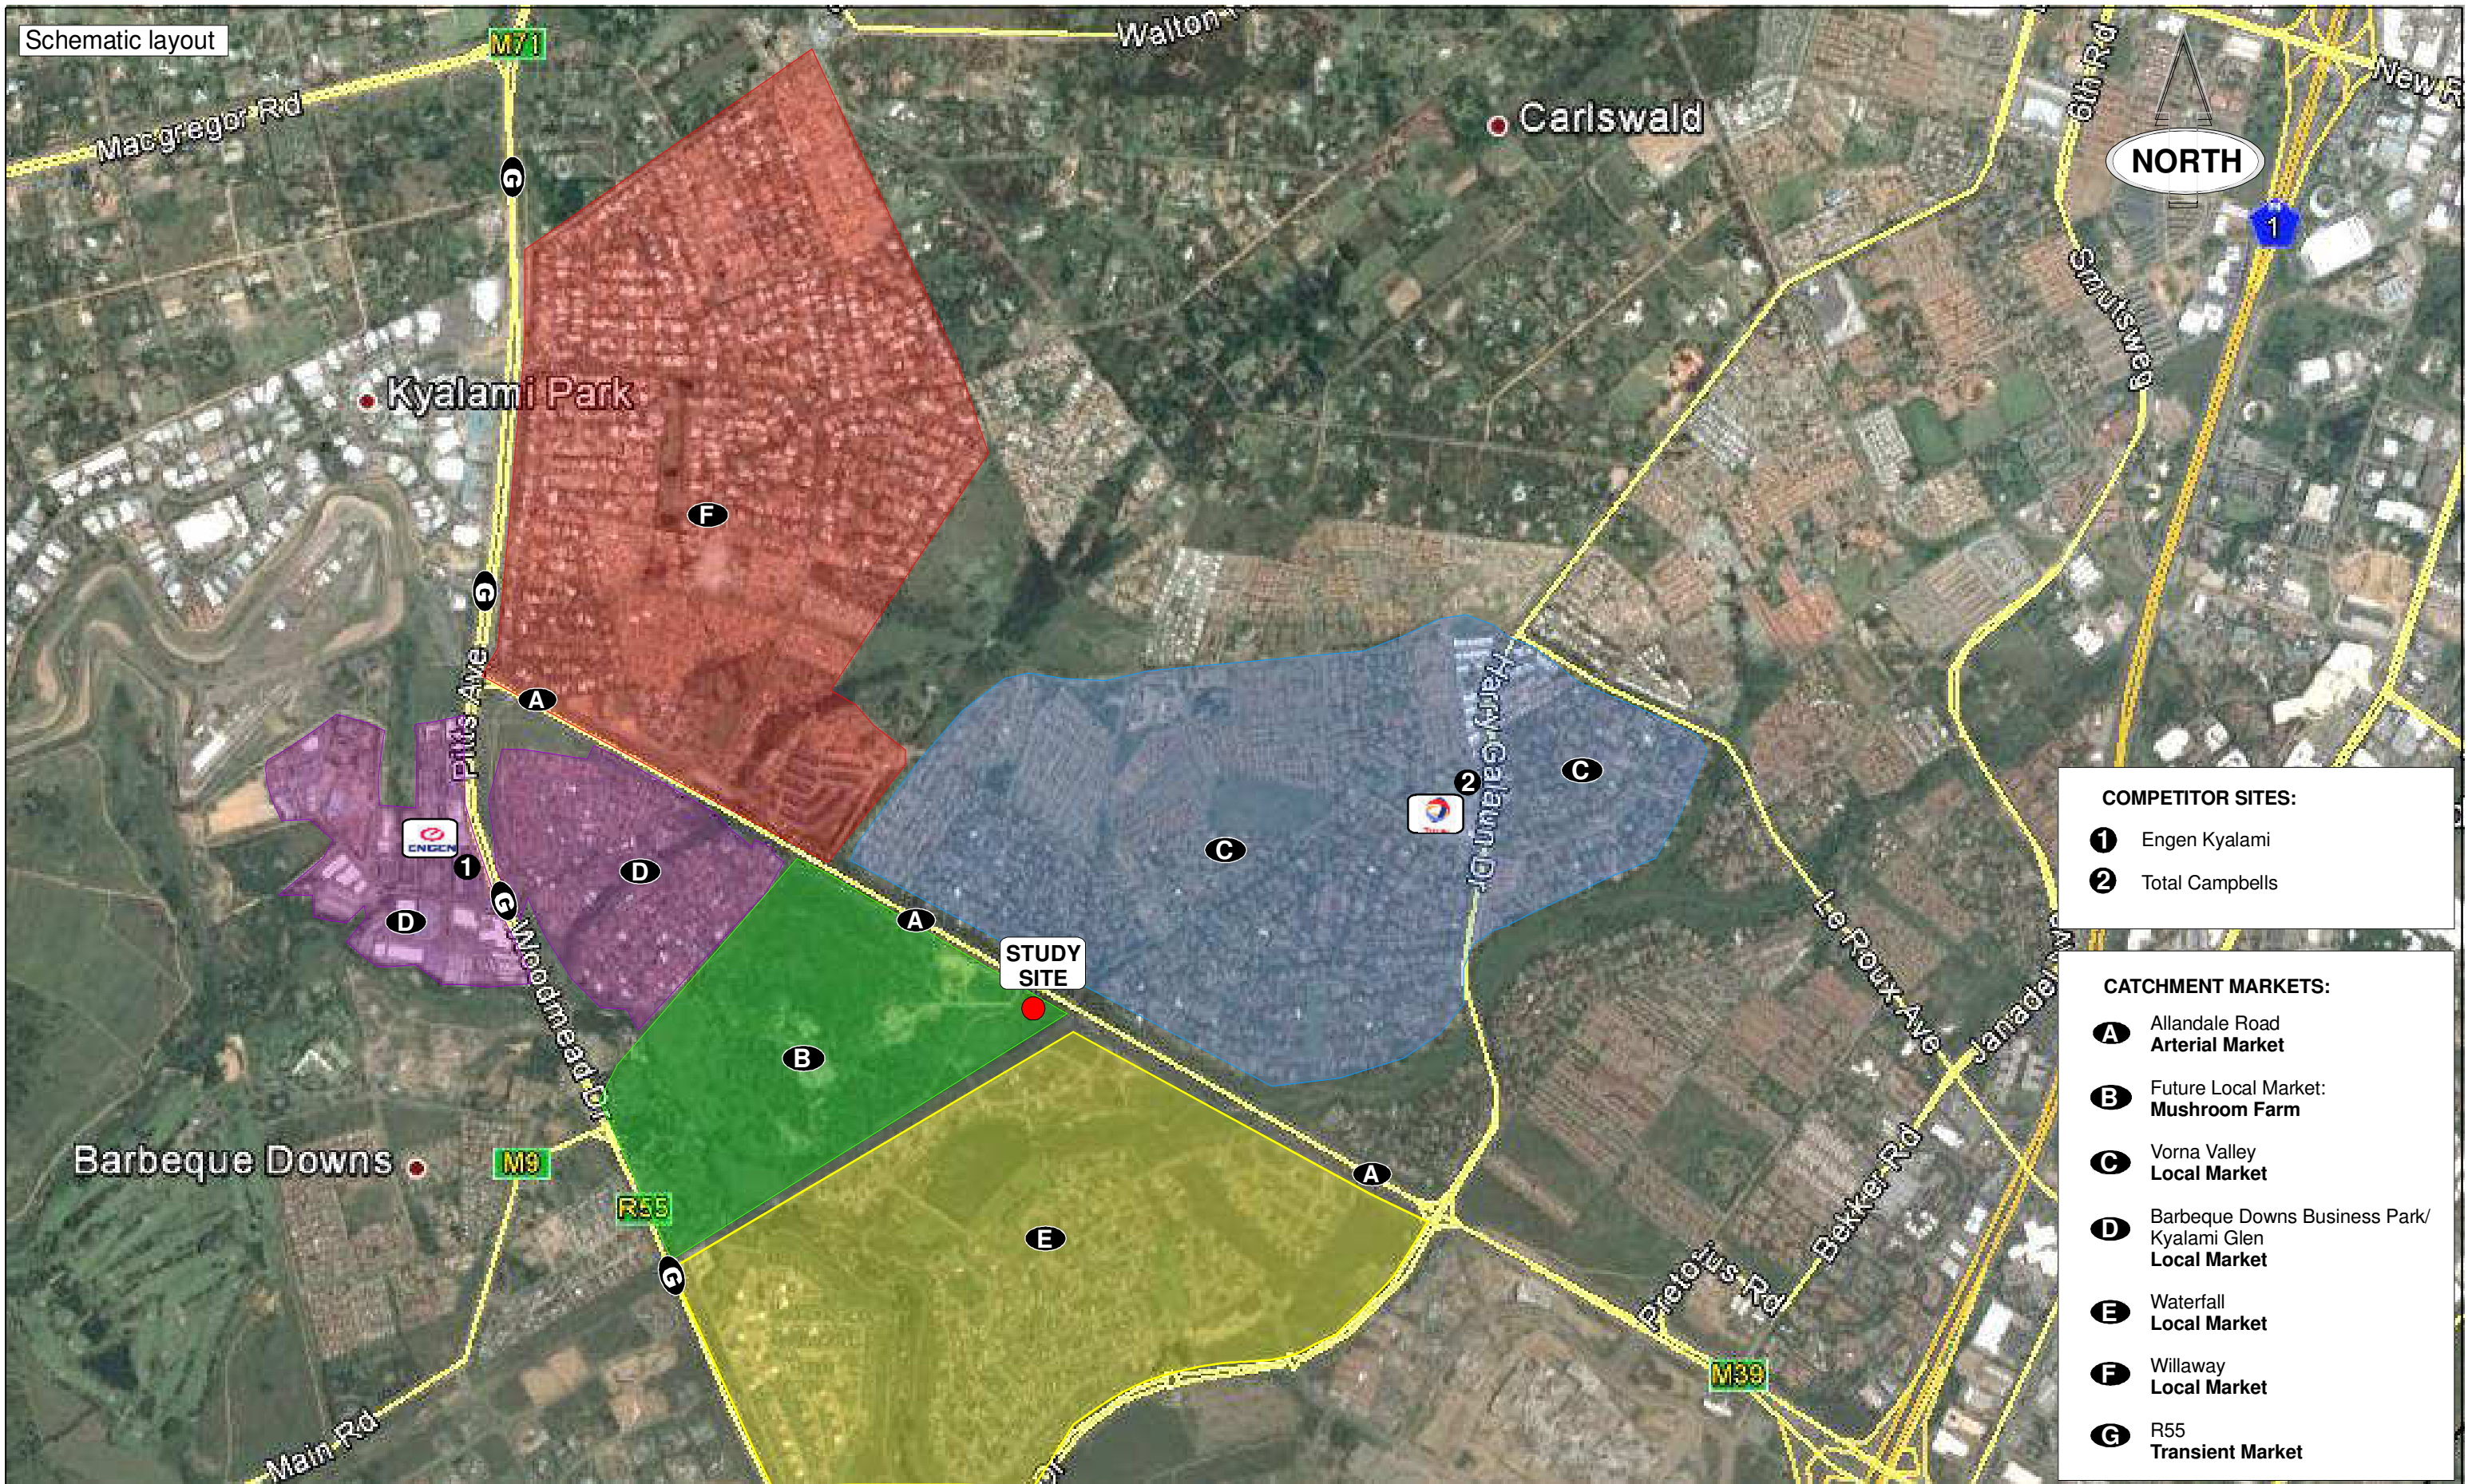 Schematic layout
M71
Walton
Macgregor Rd
G
Carlswald
6th Rd
New R
NORTH
1
Smutsweg
Kyalami Park
F
G
Pitts Ave
A
Harry Galaun Dr
2
C
C
ENGEN
1
D
G
D
A
Woodmead Dr
STUDY
SITE
B
Le Roux Ave
Janadel
Barbeque Downs
M9
R55
A
Bekker Rd
E
G
Pretorius Rd
M39
Main Rd
COMPETITOR SITES:
1 Engen Kyalami
2 Total Campbells
CATCHMENT MARKETS:
A Allandale Road
Arterial Market
B Future Local Market:
Mushroom Farm
C Vorna Valley
Local Market
D Barbeque Downs Business Park/
Kyalami Glen
Local Market
E Waterfall
Local Market
F Willaway
Local Market
G R55
Transient Market